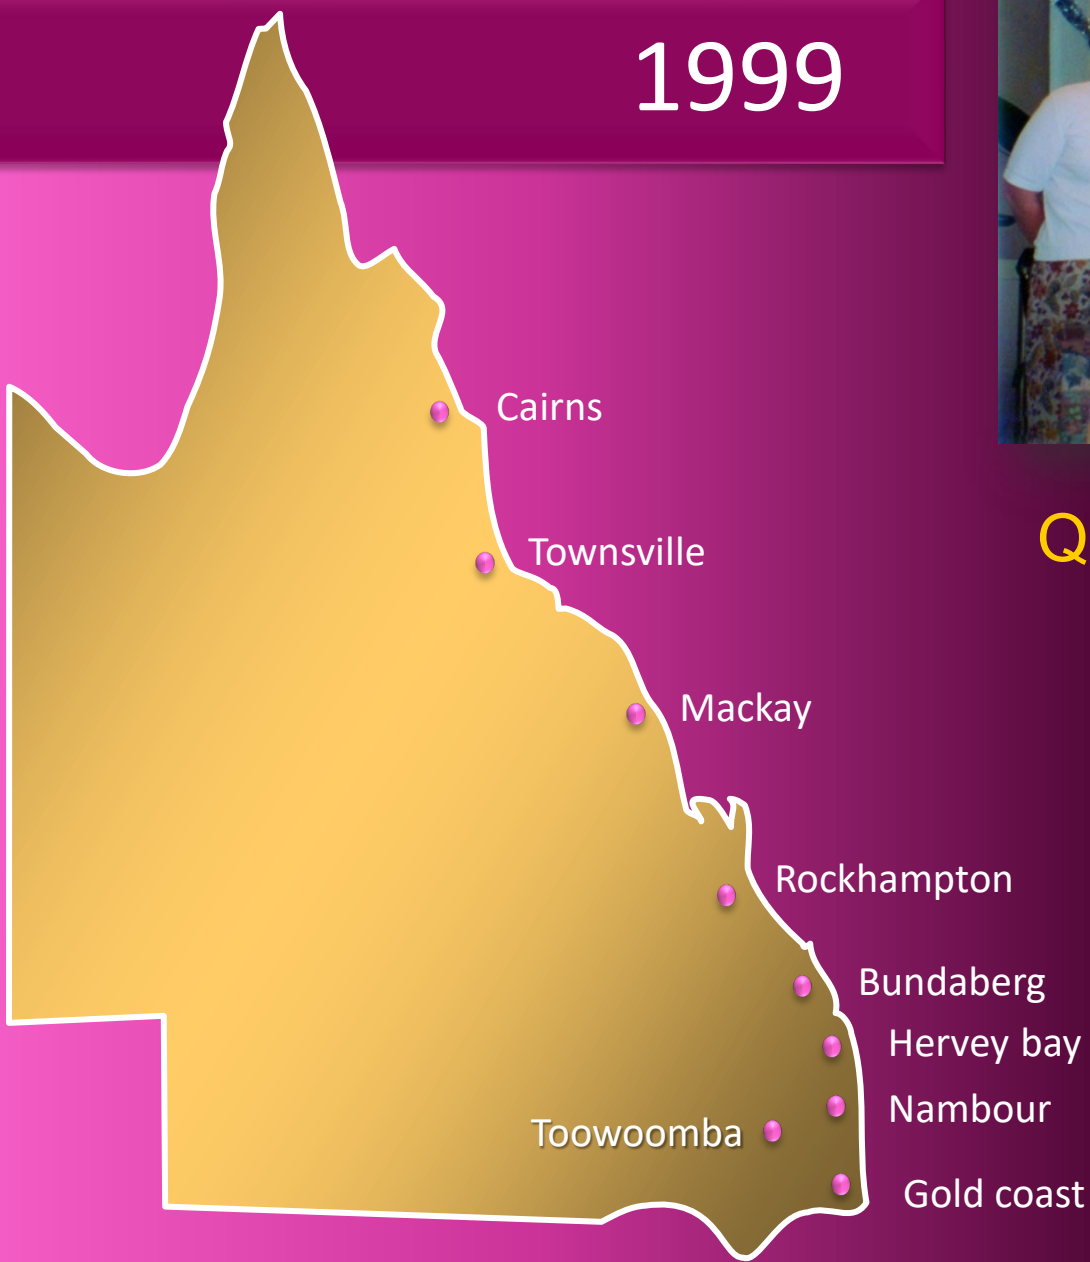 1999
Cairns
Q
Townsville
Mackay
Rockhampton
Bundaberg
Hervey bay
Nambour
Toowoomba
Gold coast